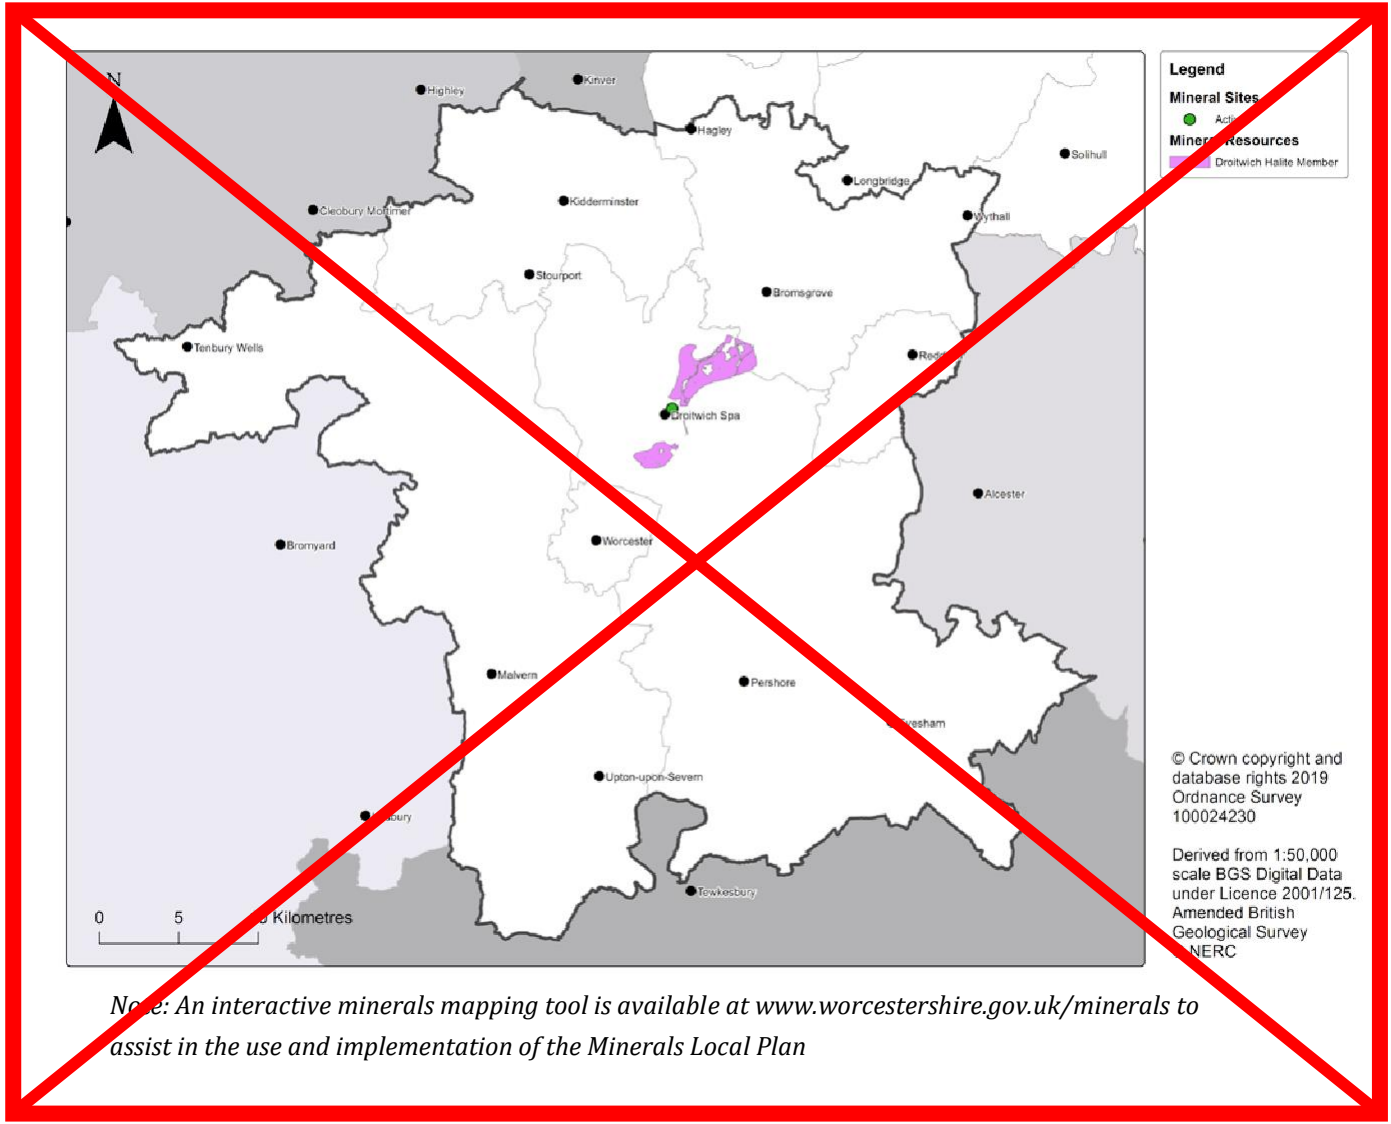 N
Highley
Kinver
Hagley
Solihull
Longbridge
Cleobury Mortimer
Kidderminster
Wythall
Stourport
Bromsgrove
Tenbury Wells
Droitwich Spa
Alcester
Worcester
Bromyard
Malvern
Pershore
Upton-upon-Severn
Tewkesbury
0 5 Kilometres
Legend
Mineral Sites
Resources
Droitwich Halite Member
© Crown copyright and
database rights 2019
Ordnance Survey
100024230
Derived from 1:50,000
scale BGS Digital Data
under Licence 2001/125.
Amended British
Geological Survey
NERC
Note: An interactive minerals mapping tool is available at www.worcestershire.gov.uk/minerals to
assist in the use and implementation of the Minerals Local Plan